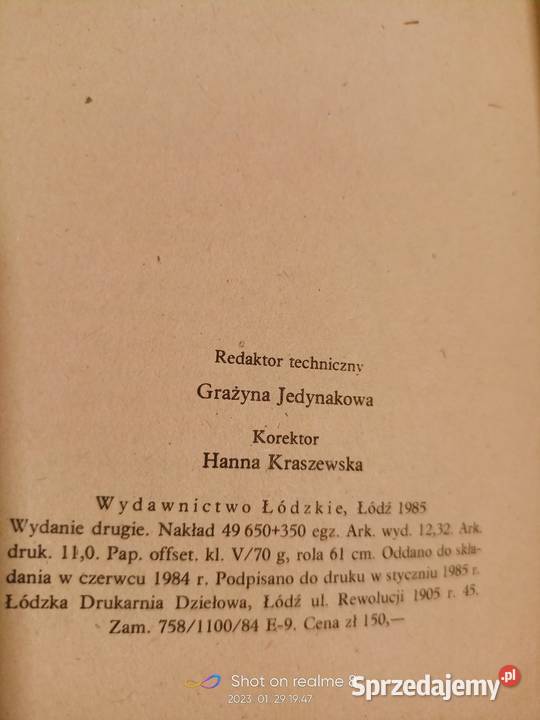 Redaktor techniczny
Grażyna Jedynakowa
Korektor
Hanna Kraszewska
Wydawnictwo Łódzkie, Łódź 1985
Wydanie drugie. Nakład 49 650+350 egz. Ark. wyd. 12,32. Ark.
druk. 11,0. Pap. offset. kl. V/70 g, rola 61 cm. Oddano do skła-
dania w czerwcu 1984 r. Podpisano do druku w styczniu 1985 r.
Łódzka Drukarnia Dziełowa, Łódź ul. Rewolucji 1905 r. 45.
Zam. 758/1100/84 E-9. Cena zł 150,—
Shot on realme 8
2023.01.29 19:47
Sprzedajemy.pl